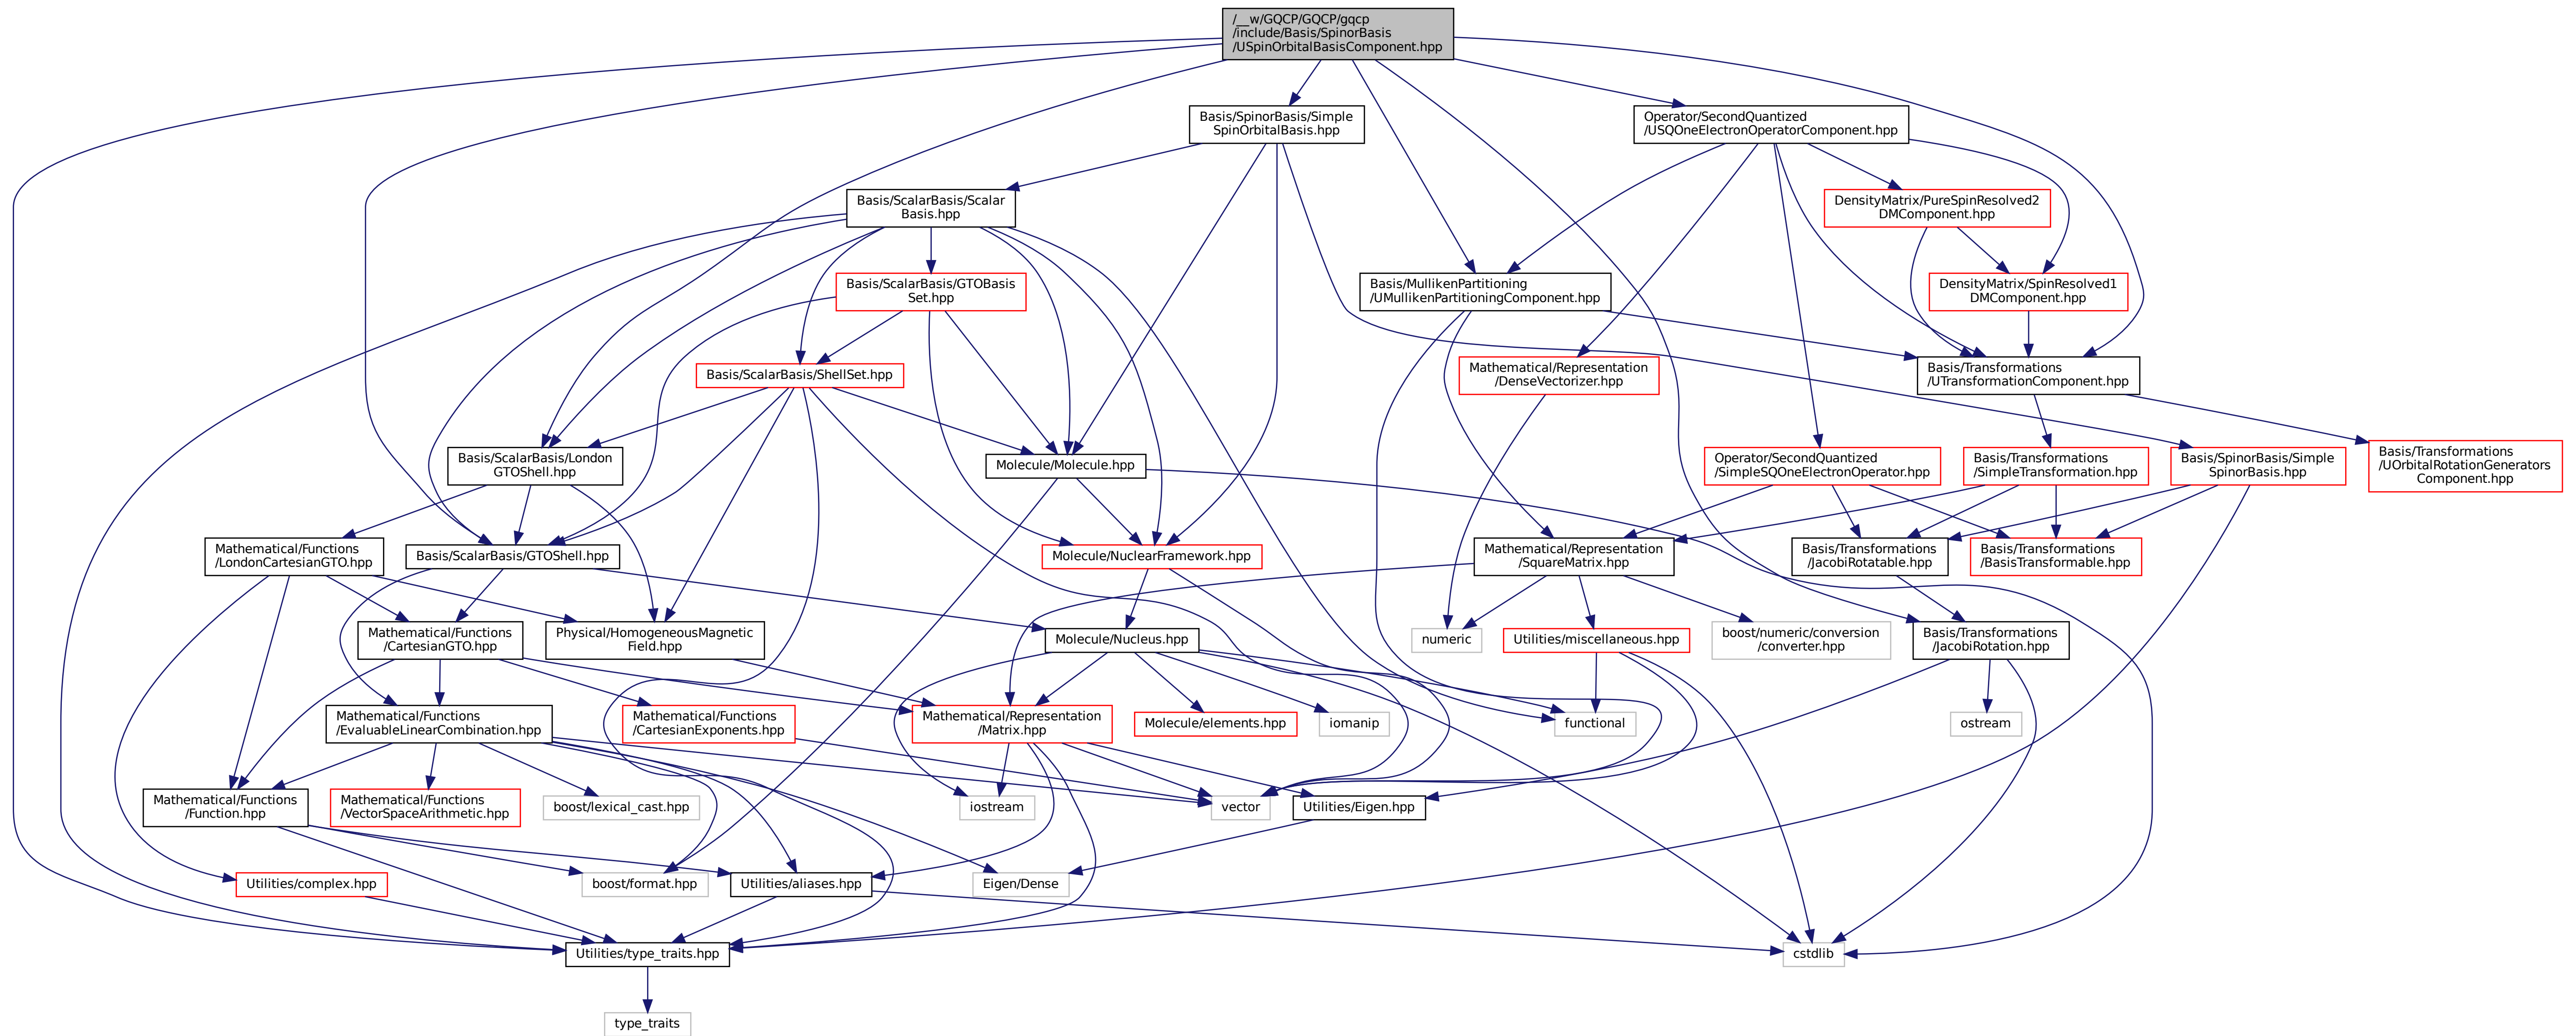 /__w/GQCP/GQCP/gqcp
/include/Basis/SpinorBasis
/USpinOrbitalBasisComponent.hpp
Basis/SpinorBasis/Simple
SpinOrbitalBasis.hpp
Operator/SecondQuantized
/USQOneElectronOperatorComponent.hpp
Basis/ScalarBasis/Scalar
Basis.hpp
DensityMatrix/PureSpinResolved2
DMComponent.hpp
Basis/ScalarBasis/GTOBasis
Set.hpp
Basis/MullikenPartitioning
/UMullikenPartitioningComponent.hpp
DensityMatrix/SpinResolved1
DMComponent.hpp
Basis/ScalarBasis/ShellSet.hpp
Mathematical/Representation
/DenseVectorizer.hpp
Basis/Transformations
/UTransformationComponent.hpp
Basis/ScalarBasis/London
GTOShell.hpp
Molecule/Molecule.hpp
Operator/SecondQuantized
/SimpleSQOneElectronOperator.hpp
Basis/Transformations
/SimpleTransformation.hpp
Basis/SpinorBasis/Simple
SpinorBasis.hpp
Basis/Transformations
/UOrbitalRotationGenerators
Component.hpp
Mathematical/Functions
/LondonCartesianGTO.hpp
Basis/ScalarBasis/GTOShell.hpp
Molecule/NuclearFramework.hpp
Mathematical/Representation
/SquareMatrix.hpp
Basis/Transformations
/JacobiRotatable.hpp
Basis/Transformations
/BasisTransformable.hpp
Mathematical/Functions
/CartesianGTO.hpp
Physical/HomogeneousMagnetic
Field.hpp
Molecule/Nucleus.hpp
numeric
Utilities/miscellaneous.hpp
boost/numeric/conversion
/converter.hpp
Basis/Transformations
/JacobiRotation.hpp
Mathematical/Functions
/EvaluableLinearCombination.hpp
Mathematical/Functions
/CartesianExponents.hpp
Mathematical/Representation
/Matrix.hpp
Molecule/elements.hpp
iomanip
functional
ostream
Mathematical/Functions
/Function.hpp
Mathematical/Functions
/VectorSpaceArithmetic.hpp
boost/lexical_cast.hpp
iostream
vector
Utilities/Eigen.hpp
Utilities/complex.hpp
boost/format.hpp
Utilities/aliases.hpp
Eigen/Dense
Utilities/type_traits.hpp
cstdlib
type_traits